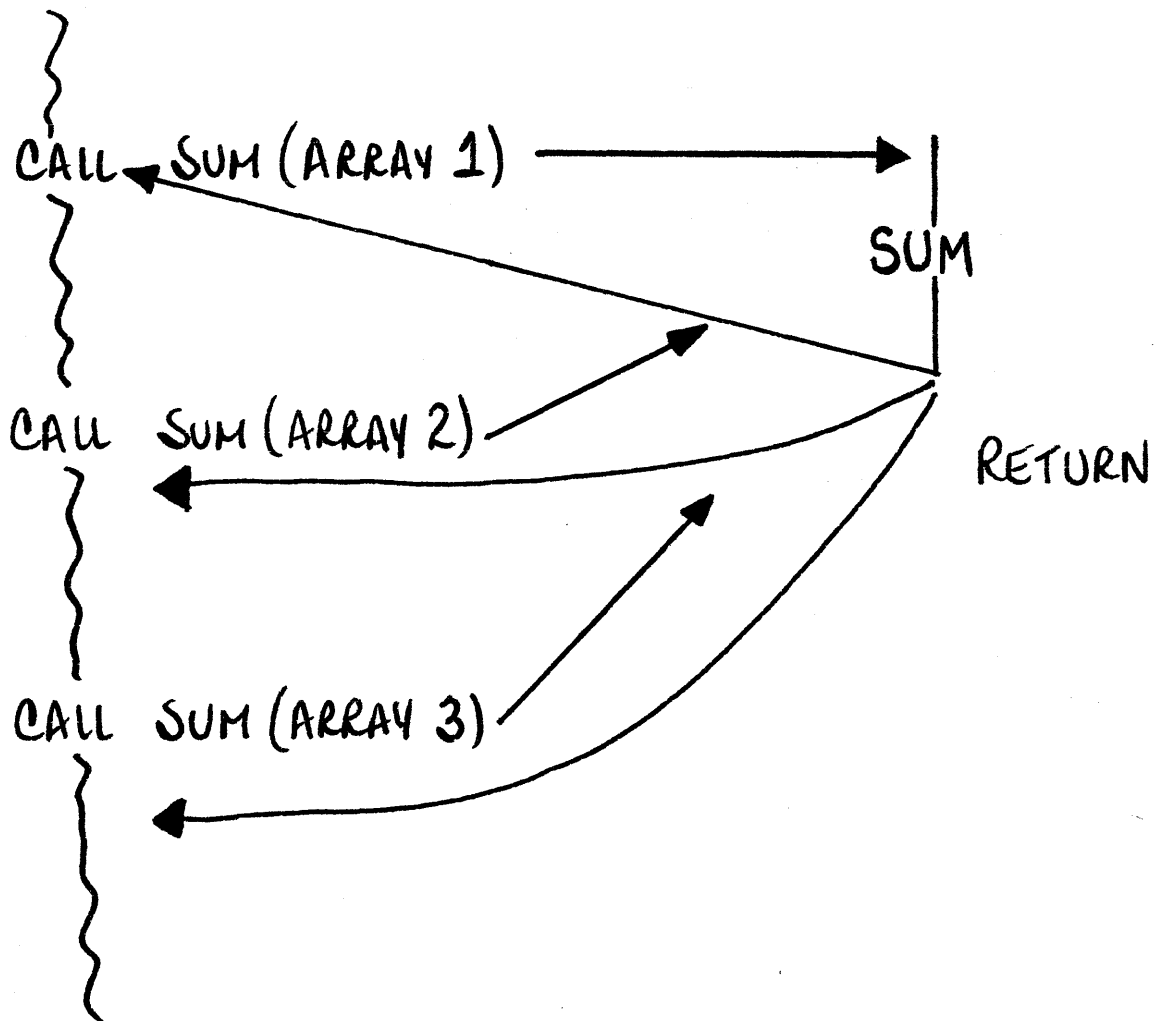 CALL SUM (ARRAY 1)
SUM
CALL SUM (ARRAY 2)
RETURN
CALL SUM (ARRAY 3)